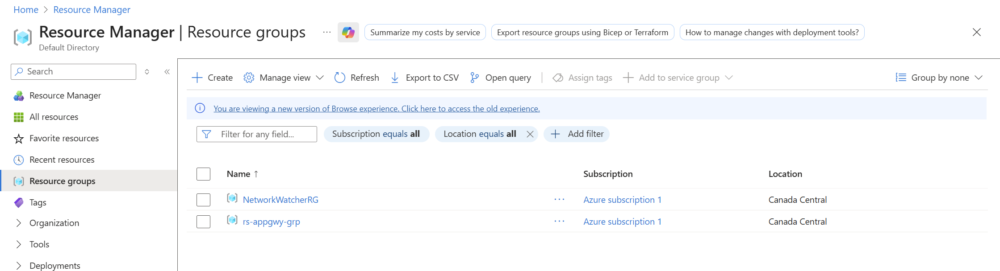 Home > Resource Manager
Resource Manager | Resource groups
Default Directory
Summarize my costs by service
Export resource groups using Bicep or Terraform
How to manage changes with deployment tools?
Search
Resource Manager
All resources
Favorite resources
Recent resources
Resource groups
Tags
Organization
Tools
Deployments
Create
Manage view
Refresh
Export to CSV
Open query
Assign tags
Add to service group
Group by none
You are viewing a new version of Browse experience. Click here to access the old experience.
Filter for any field...
Subscription equals all
Location equals all
Add filter
Name ↑ Subscription Location
NetworkWatcherRG ... Azure subscription 1 Canada Central
rs-appgwy-grp ... Azure subscription 1 Canada Central